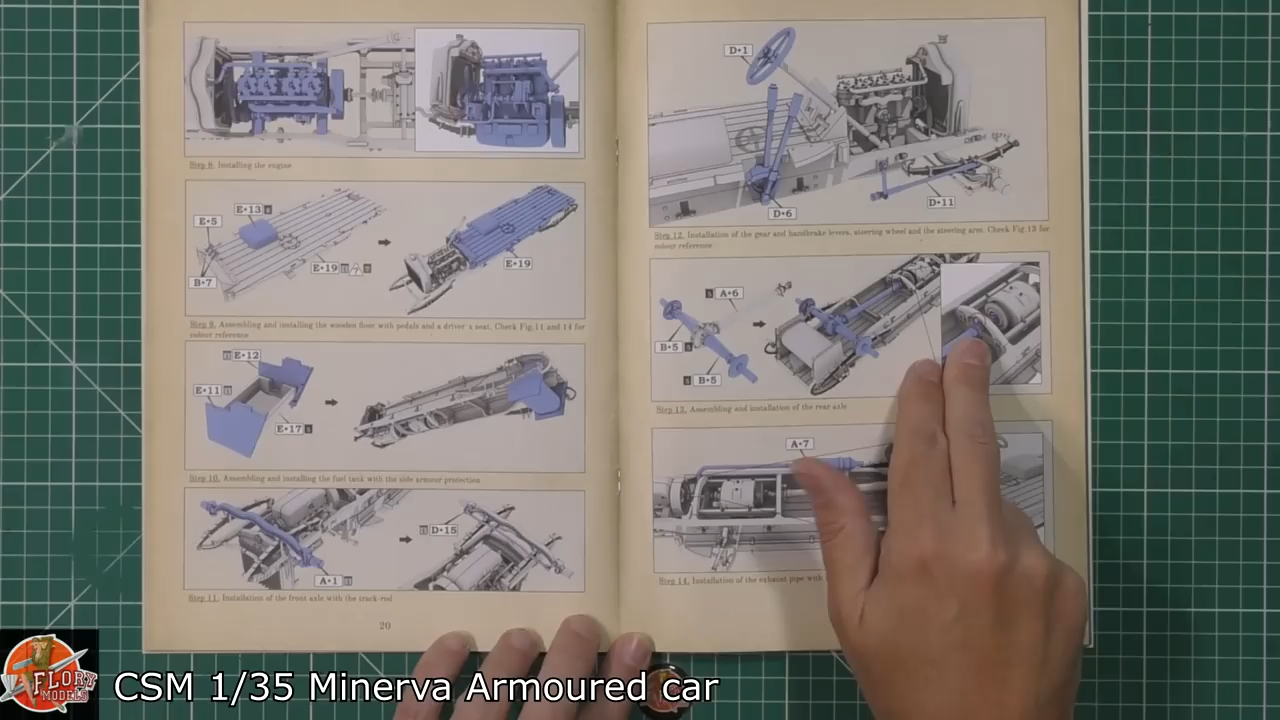 Step 8. Installing the engine
E•13
E•5
B•7
E•19
E•19
Step 9. Assembling and installing the wooden floor with pedals and a driver's seat. Check Fig.11 and 14 for
colour reference
E•12
E•11
E•17
Step 10. Assembling and installing the fuel tank with the side armour protection
D•15
A•1
Step 11. Installation of the front axle with the track-rod
20
D•1
D•6
D•11
Step 12. Installation of the gear and handbrake levers, steering wheel and the steering arm. Check Fig.13 for
colour reference
A•6
B•5
B•5
Step 13. Assembling and installation of the rear axle
A•7
Step 14. Installation of the exhaust pipe with
FLORY
MODELS
CSM 1/35 Minerva Armoured car